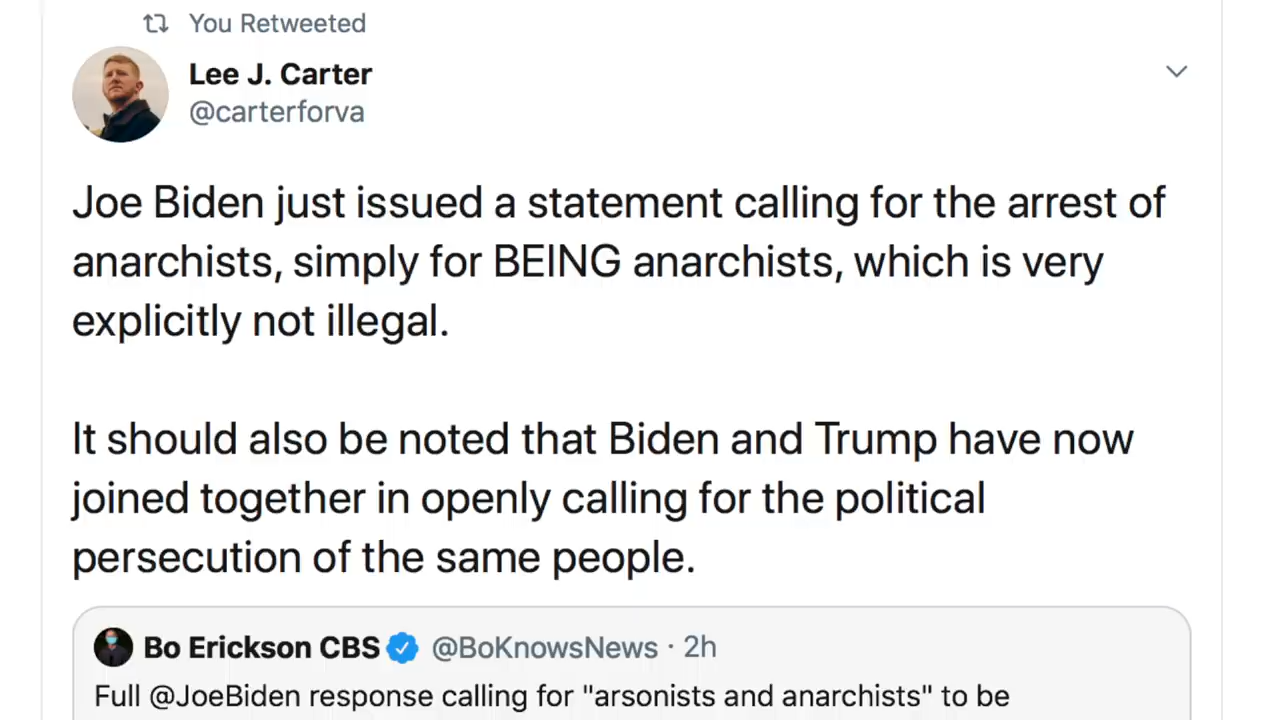 You Retweeted
Lee J. Carter
@carterforva
Joe Biden just issued a statement calling for the arrest of
anarchists, simply for BEING anarchists, which is very
explicitly not illegal.
It should also be noted that Biden and Trump have now
joined together in openly calling for the political
persecution of the same people.
Bo Erickson CBS @BoKnowsNews · 2h
Full @JoeBiden response calling for "arsonists and anarchists" to be